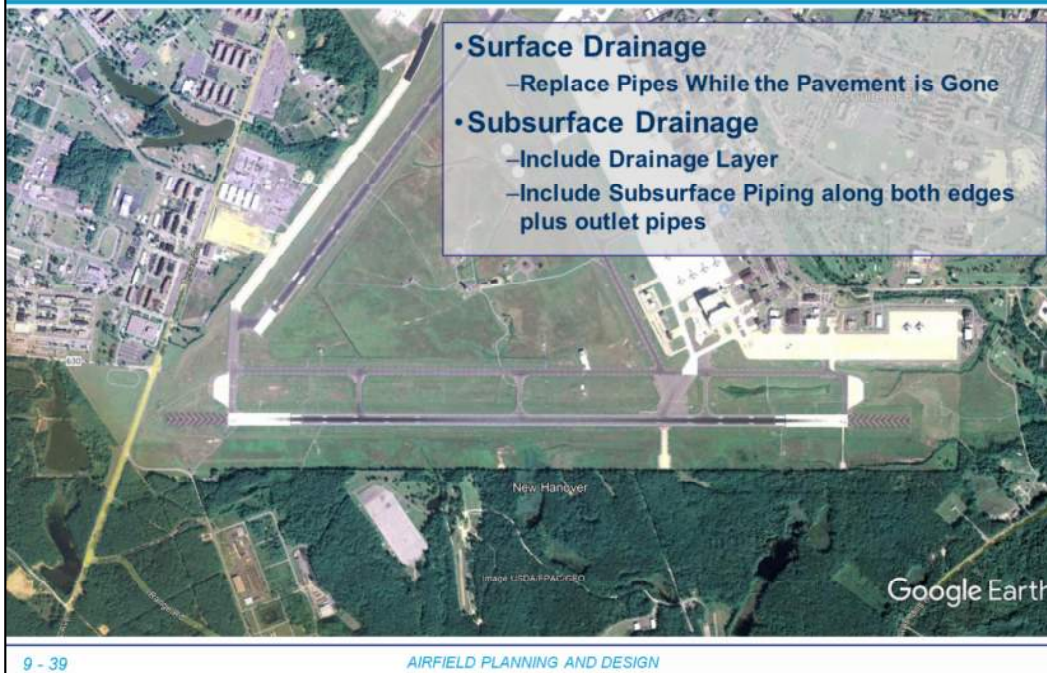 •Surface Drainage
–Replace Pipes While the Pavement is Gone
•Subsurface Drainage
–Include Drainage Layer
–Include Subsurface Piping along both edges
plus outlet pipes
630
New Hanover
Image USDA/FPAC/GEO
Google Earth
9 - 39
AIRFIELD PLANNING AND DESIGN